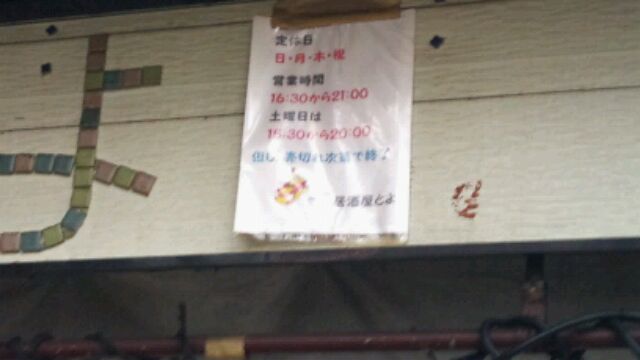 定休日
日・月・木・祝
営業時間
16:30から21:00
土曜日は
15:30から20:00
但し売切れ次第で終了
居酒屋とよ